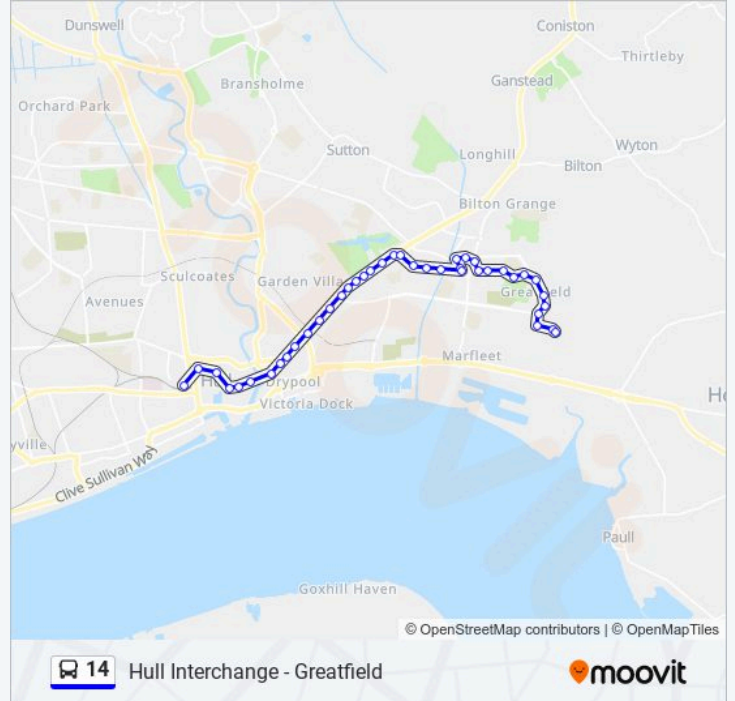 Dunswell
Coniston
Thirtleby
Bransholme
Ganstead
Orchard Park
Wyton
Sutton
Longhill
Bilton
Bilton Grange
Sculcoates
Garden Villa
Avenues
Greatfield
Marfleet
Drypool
Victoria Dock
yville
Clive Sullivan Way
Paull
Goxhill Haven
© OpenStreetMap contributors | © OpenMapTiles
14 Hull Interchange - Greatfield
moovit